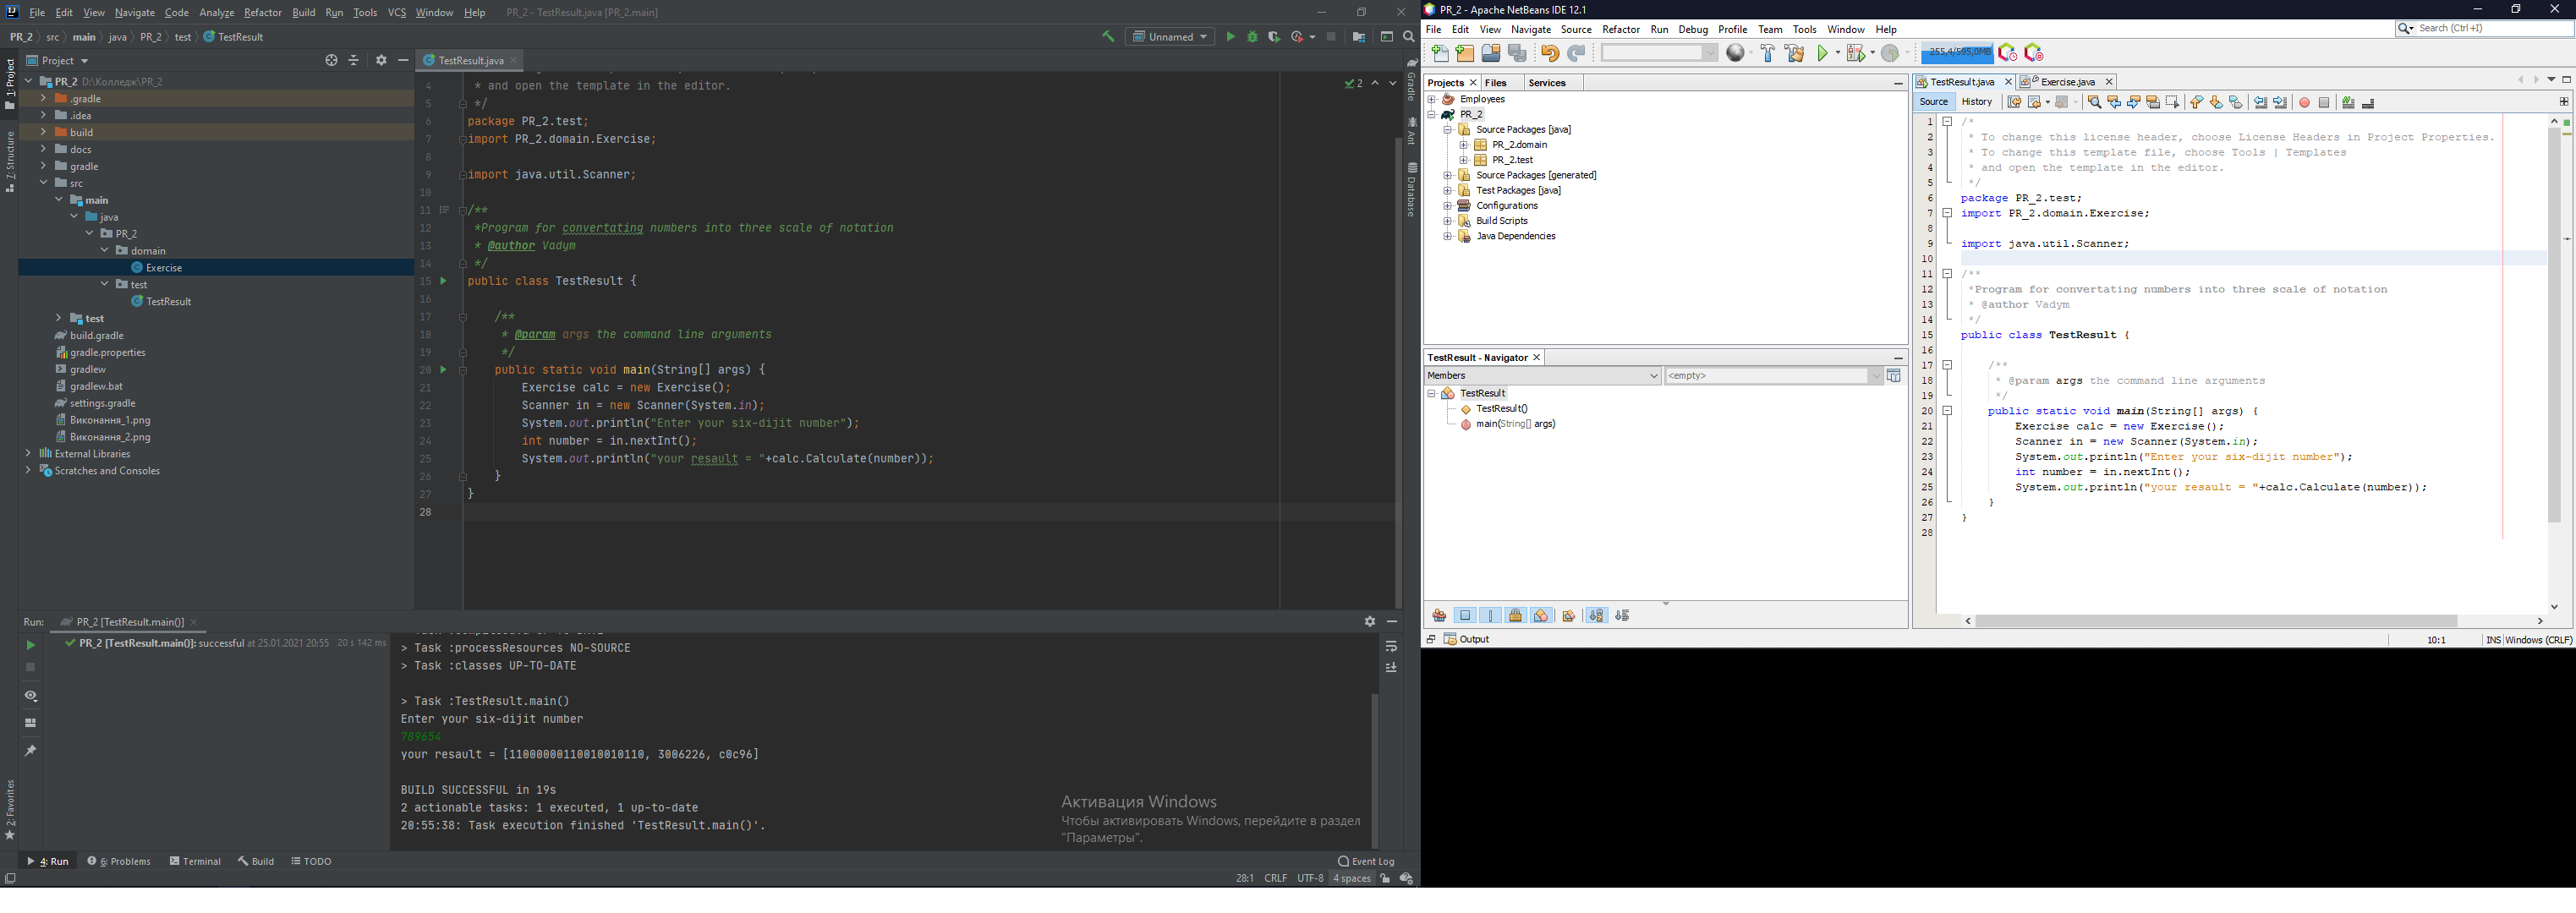 File Edit View Navigate Code Analyze Refactor Build Run Tools VCS Window Help PR_2 - TestResult.java [PR_2.main]
PR_2 src main java PR_2 test TestResult
Unnamed
1: Project
7: Structure
2: Favorites
Project
PR_2 D:\Колледж\PR_2
.gradle
.idea
build
docs
gradle
src
main
java
PR_2
domain
Exercise
test
TestResult
test
build.gradle
gradle.properties
gradlew
gradlew.bat
settings.gradle
Виконання_1.png
Виконання_2.png
External Libraries
Scratches and Consoles
TestResult.java
2
4 * and open the template in the editor.
5 */
6 package PR_2.test;
7 import PR_2.domain.Exercise;
8
9 import java.util.Scanner;
10
11 /**
12 *Program for convertating numbers into three scale of notation
13 * @author Vadym
14 */
15 public class TestResult {
16
17 /**
18 * @param args the command line arguments
19 */
20 public static void main(String[] args) {
21 Exercise calc = new Exercise();
22 Scanner in = new Scanner(System.in);
23 System.out.println("Enter your six-dijit number");
24 int number = in.nextInt();
25 System.out.println("your resault = "+calc.Calculate(number));
26 }
27 }
28
Gradle
Ant
Database
Run: PR_2 [TestResult.main()]
PR_2 [TestResult.main()]: successful at 25.01.2021 20:55 20 s 142 ms
> Task :processResources NO-SOURCE
> Task :classes UP-TO-DATE
> Task :TestResult.main()
Enter your six-dijit number
789654
your resault = [11000000110010010110, 3006226, c0c96]
BUILD SUCCESSFUL in 19s
2 actionable tasks: 1 executed, 1 up-to-date
20:55:38: Task execution finished 'TestResult.main()'.
Активация Windows
Чтобы активировать Windows, перейдите в раздел
"Параметры".
4: Run 6: Problems Terminal Build TODO Event Log
28:1 CRLF UTF-8 4 spaces
PR_2 - Apache NetBeans IDE 12.1
File Edit View Navigate Source Refactor Run Debug Profile Team Tools Window Help
Search (Ctrl+I)
255,4/595,0MB
Projects Files Services
Employees
PR_2
Source Packages [java]
PR_2.domain
PR_2.test
Source Packages [generated]
Test Packages [java]
Configurations
Build Scripts
Java Dependencies
TestResult - Navigator
Members <empty>
TestResult
TestResult()
main(String[] args)
TestResult.java Exercise.java
Source History
1 /*
2 * To change this license header, choose License Headers in Project Properties.
3 * To change this template file, choose Tools | Templates
4 * and open the template in the editor.
5 */
6 package PR_2.test;
7 import PR_2.domain.Exercise;
8
9 import java.util.Scanner;
10
11 /**
12 *Program for convertating numbers into three scale of notation
13 * @author Vadym
14 */
15 public class TestResult {
16
17 /**
18 * @param args the command line arguments
19 */
20 public static void main(String[] args) {
21 Exercise calc = new Exercise();
22 Scanner in = new Scanner(System.in);
23 System.out.println("Enter your six-dijit number");
24 int number = in.nextInt();
25 System.out.println("your resault = "+calc.Calculate(number));
26 }
27 }
28
Output
10:1 INS Windows (CRLF)